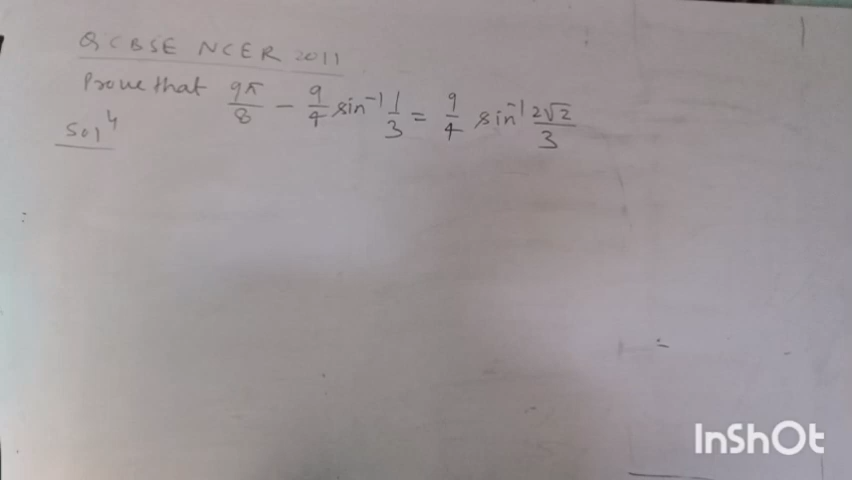 Q CBSE NCER 2011
Prove that 9π/8 - 9/4 sin⁻¹ 1/3 = 9/4 sin⁻¹ 2√2/3
Solⁿ
InShOt